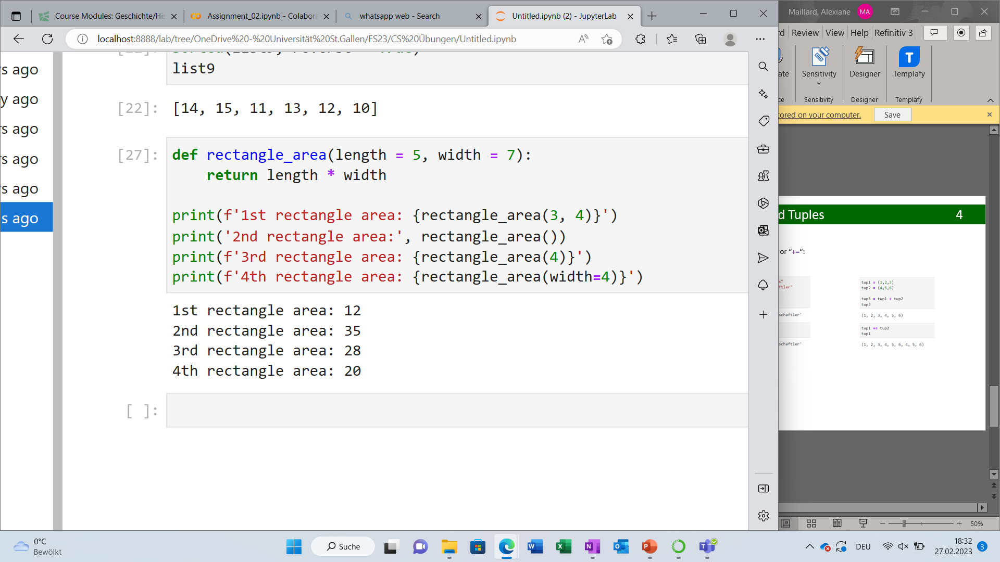 Course Modules: Geschichte/His
Assignment_02.ipynb - Colabora
whatsapp web - Search
Untitled.ipynb (2) - JupyterLab
Maillard, Alexiane
MA
localhost:8888/lab/tree/OneDrive%20-%20Universität%20St.Gallen/FS23/CS%20Übungen/Untitled.ipynb
Review
View
Help
Refinitiv 3
list9
[22]:
[14, 15, 11, 13, 12, 10]
[27]:
def rectangle_area(length = 5, width = 7):
return length * width
print(f'1st rectangle area: {rectangle_area(3, 4)}')
print('2nd rectangle area:', rectangle_area())
print(f'3rd rectangle area: {rectangle_area(4)}')
print(f'4th rectangle area: {rectangle_area(width=4)}')
1st rectangle area: 12
2nd rectangle area: 35
3rd rectangle area: 28
4th rectangle area: 20
[ ]:
s ago
y ago
s ago
s ago
s ago
s ago
Sensitivity
Designer
Templafy
Sensitivity
Designer
Templafy
tored on your computer.
Save
d Tuples
4
or “+=“:
tup1 = (1,2,3)
tup2 = (4,5,6)
tup3 = tup1 + tup2
tup3
(1, 2, 3, 4, 5, 6)
tup1 += tup2
tup1
(1, 2, 3, 4, 5, 6, 4, 5, 6)
schaftler'
schaftler'
50%
0°C
Bewölkt
Suche
DEU
18:32
27.02.2023
3